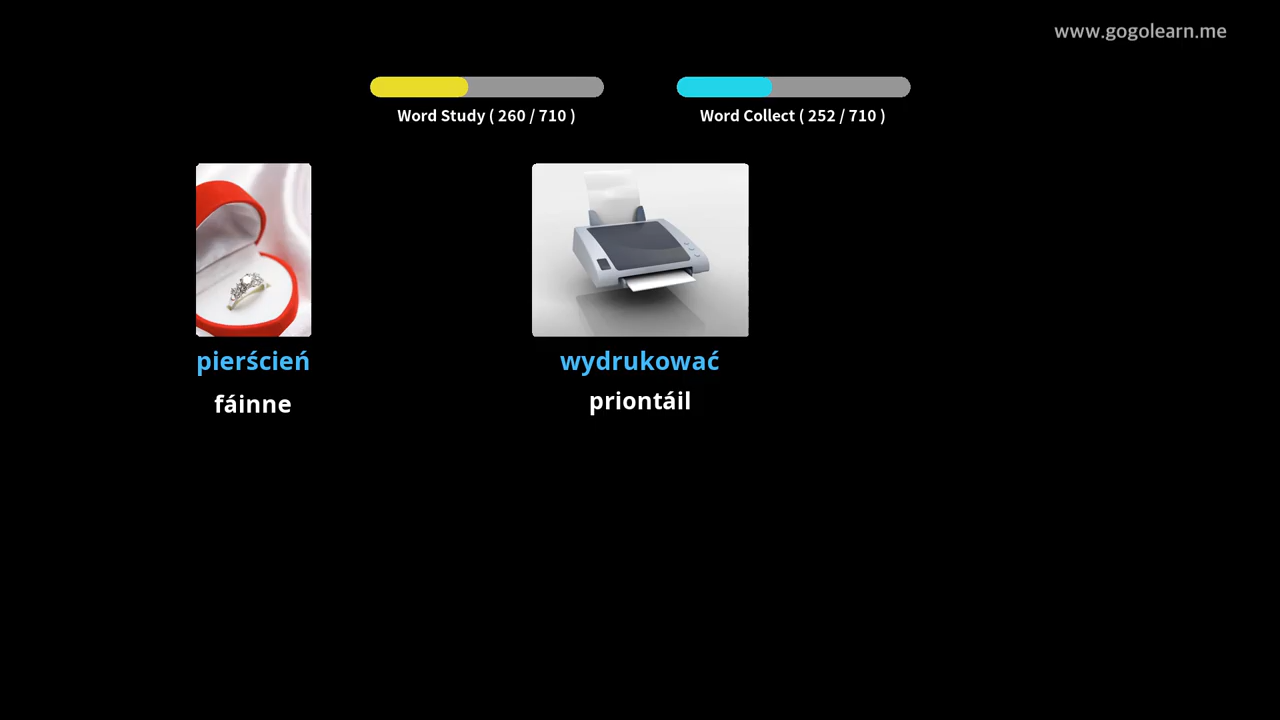 www.gogolearn.me
Word Study ( 260 / 710 )
Word Collect ( 252 / 710 )
pierścień
wydrukować
fáinne
priontáil